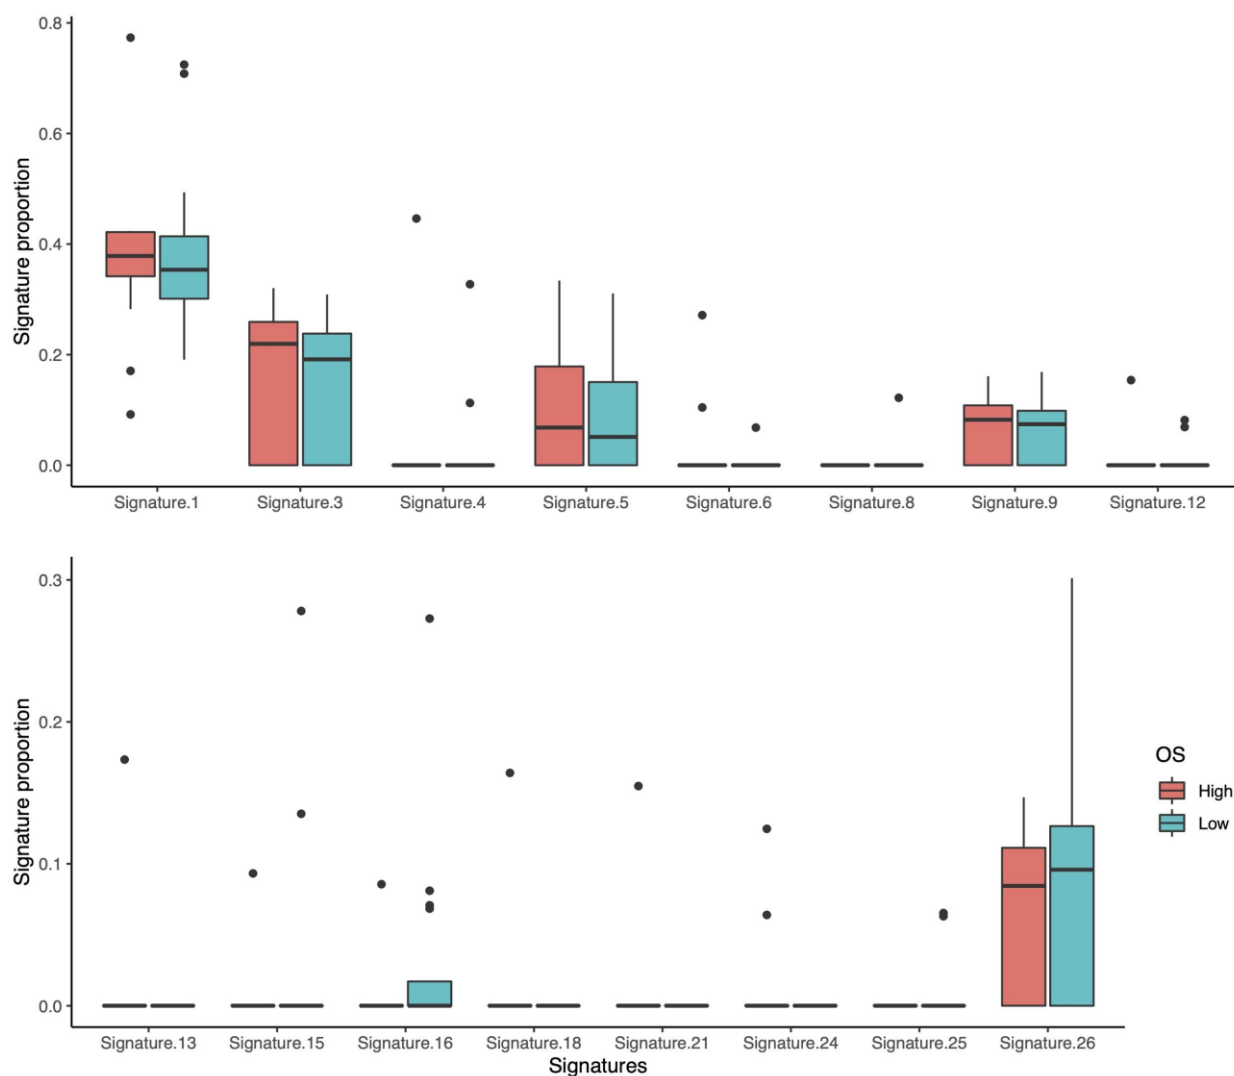 Signature proportion
0.8
0.6
0.4
0.2
0.0
Signature.1 Signature.3 Signature.4 Signature.5 Signature.6 Signature.8 Signature.9 Signature.12
Signature proportion
0.3
0.2
0.1
0.0
Signature.13 Signature.15 Signature.16 Signature.18 Signature.21 Signature.24 Signature.25 Signature.26
Signatures
OS
High
Low